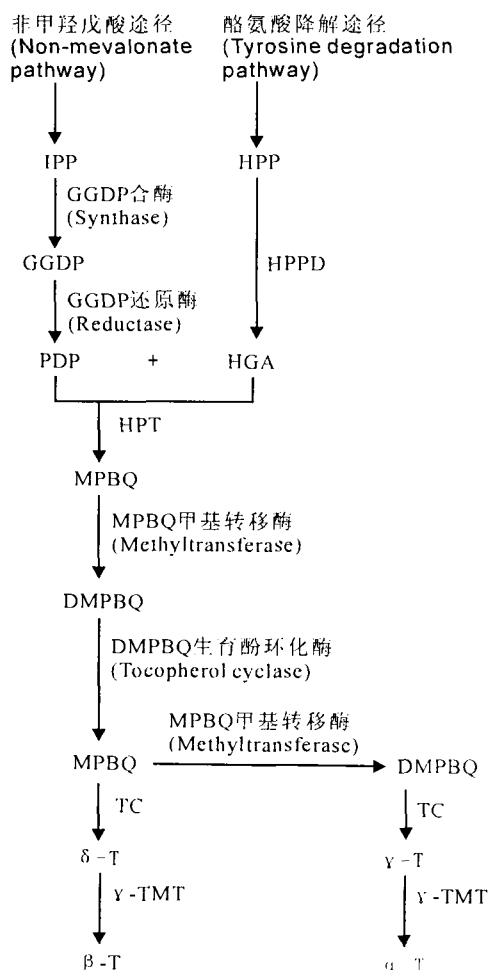 非甲羟戊酸途径
(Non-mevalonate
pathway)
酪氨酸降解途径
(Tyrosine degradation
pathway)
IPP
HPP
GGDP合酶
(Synthase)
GGDP
HPPD
GGDP还原酶
(Reductase)
PDP + HGA
HPT
MPBQ
MPBQ甲基转移酶
(Methyltransferase)
DMPBQ
DMPBQ生育酚环化酶
(Tocopherol cyclase)
MPBQ甲基转移酶
(Methyltransferase)
MPBQ
DMPBQ
TC
TC
δ-T
γ-T
γ-TMT
γ-TMT
β-T
α-T